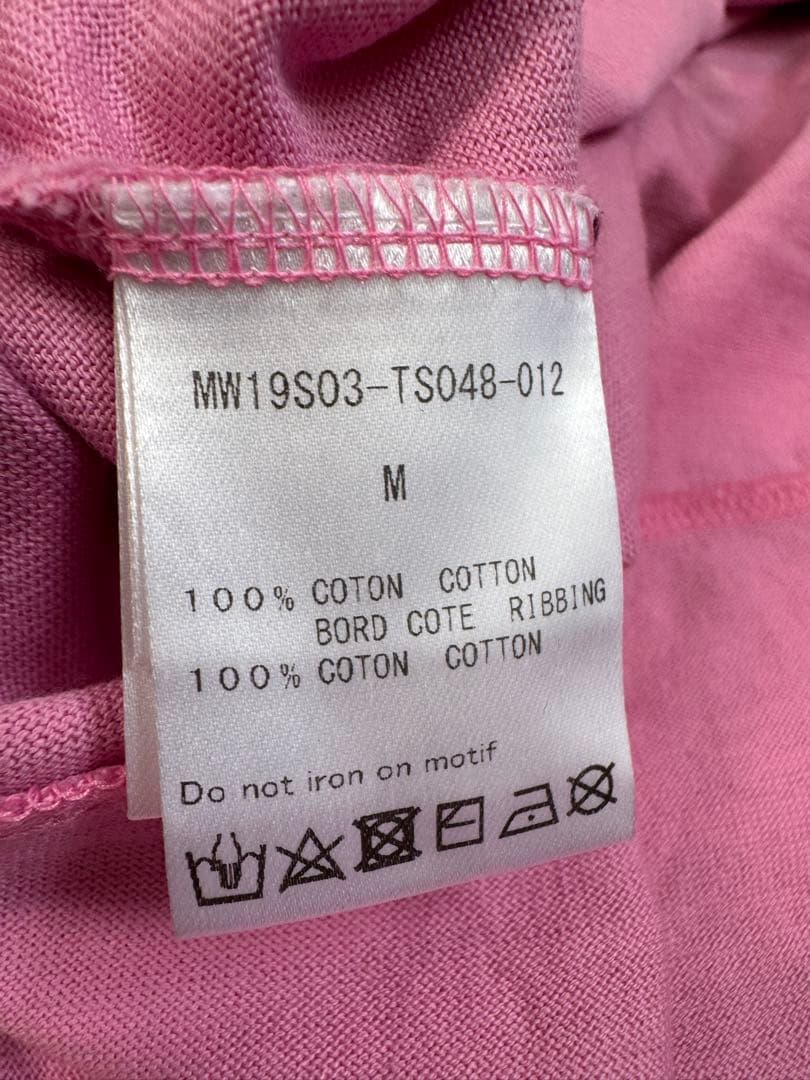 MW19S03-TS048-012
M
100% COTON COTTON
BORD COTE RIBBING
100% COTON COTTON
Do not iron on motif